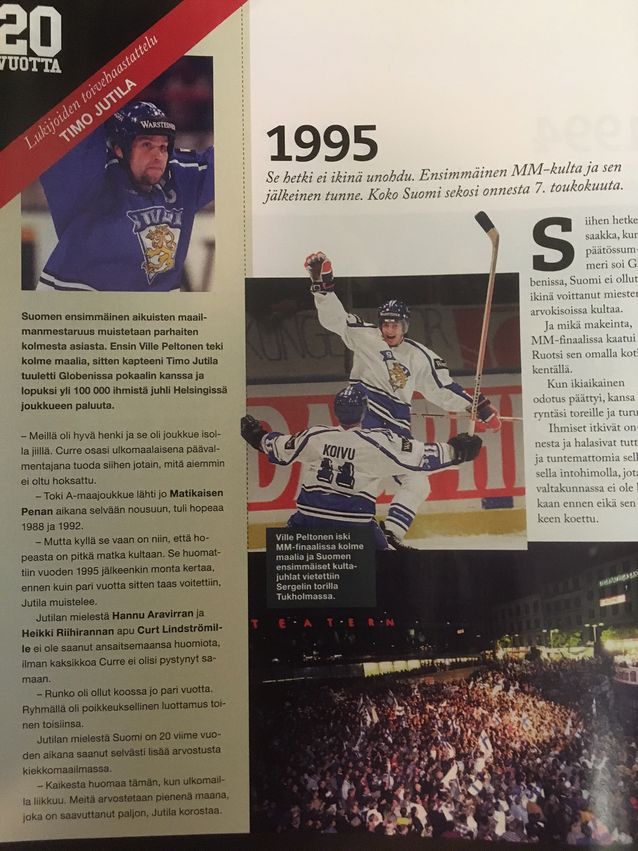 20
VUOTTA
Lukijoiden toivehaastattelu
TIMO JUTILA
WARSTEINER
Suomen ensimmäinen aikuisten maail-
manmestaruus muistetaan parhaiten
kolmesta asiasta. Ensin Ville Peltonen teki
kolme maalia, sitten kapteeni Timo Jutila
tuuletti Globenissa pokaalin kanssa ja
lopuksi yli 100 000 ihmistä juhli Helsingissä
joukkueen paluuta.
– Meillä oli hyvä henki ja se oli joukkue isol-
la jiillä. Curre osasi ulkomaalaisena pääval-
mentajana tuoda siihen jotain, mitä aiemmin
ei oltu hoksattu.
– Toki A-maajoukkue lähti jo Matikaisen
Penan aikana selvään nousuun, tuli hopeaa
1988 ja 1992.
– Mutta kyllä se vaan on niin, että ho-
peasta on pitkä matka kultaan. Se huomat-
tiin vuoden 1995 jälkeenkin monta kertaa,
ennen kuin pari vuotta sitten taas voitettiin,
Jutila muistelee.
Jutilan mielestä Hannu Aravirran ja
Heikki Riihirannan apu Curt Lindströmil-
le ei ole saanut ansaitsemaansa huomiota,
ilman kaksikkoa Curre ei olisi pystynyt sa-
maan.
– Runko oli ollut koossa jo pari vuotta.
Ryhmällä oli poikkeuksellinen luottamus toi-
nen toisiinsa.
Jutilan mielestä Suomi on 20 viime vuo-
den aikana saanut selvästi lisää arvostusta
kiekkomaailmassa.
– Kaikesta huomaa tämän, kun ulkomail-
la liikkuu. Meitä arvostetaan pienenä maana,
joka on saavuttanut paljon, Jutila korostaa.
1995
Se hetki ei ikinä unohdu. Ensimmäinen MM-kulta ja sen
jälkeinen tunne. Koko Suomi sekosi onnesta 7. toukokuuta.
KOIVU
11
Ville Peltonen iski
MM-finaalissa kolme
maalia ja Suomen
ensimmäiset kulta-
juhlat vietettiin
Sergelin torilla
Tukholmassa.
TEATERN
Siihen hetke
saakka, kun
päätössum-
meri soi G
benissa, Suomi ei ollut
ikinä voittanut miesten
arvokisoissa kultaa.
Ja mikä makeinta,
MM-finaalissa kaatui
Ruotsi sen omalla koti
kentällä.
Kun ikiaikainen
odotus päättyi, kansa
ryntäsi toreille ja turu
Ihmiset itkivät on-
nesta ja halasivat tutt
ja tuntemattomia sell
sella intohimolla, jota
valtakunnassa ei ole
kaan ennen eikä sen
keen koettu.